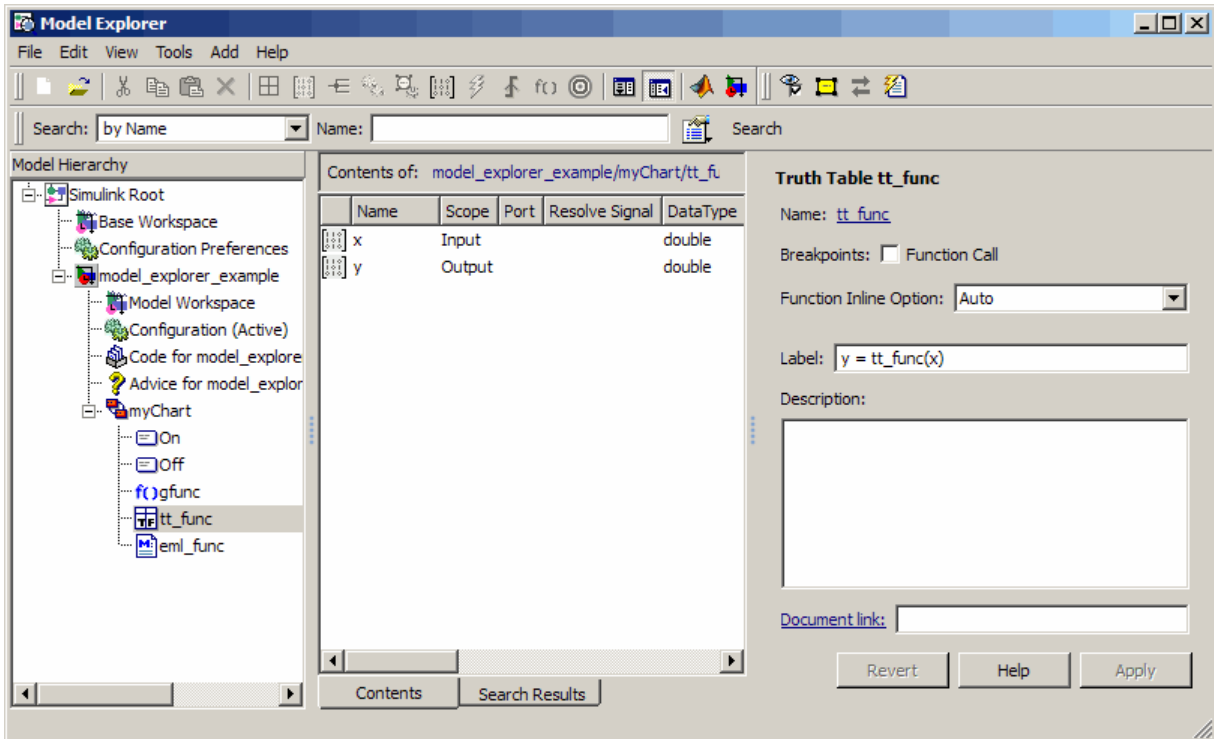 Model Explorer
File Edit View Tools Add Help
Search: by Name Name: Search
Model Hierarchy
Simulink Root
Base Workspace
Configuration Preferences
model_explorer_example
Model Workspace
Configuration (Active)
Code for model_explore
Advice for model_explor
myChart
On
Off
f() gfunc
tt_func
eml_func
Contents of: model_explorer_example/myChart/tt_fu
Name Scope Port Resolve Signal DataType
x Input double
y Output double
Contents Search Results
Truth Table tt_func
Name: tt_func
Breakpoints: Function Call
Function Inline Option: Auto
Label: y = tt_func(x)
Description:
Document link:
Revert Help Apply